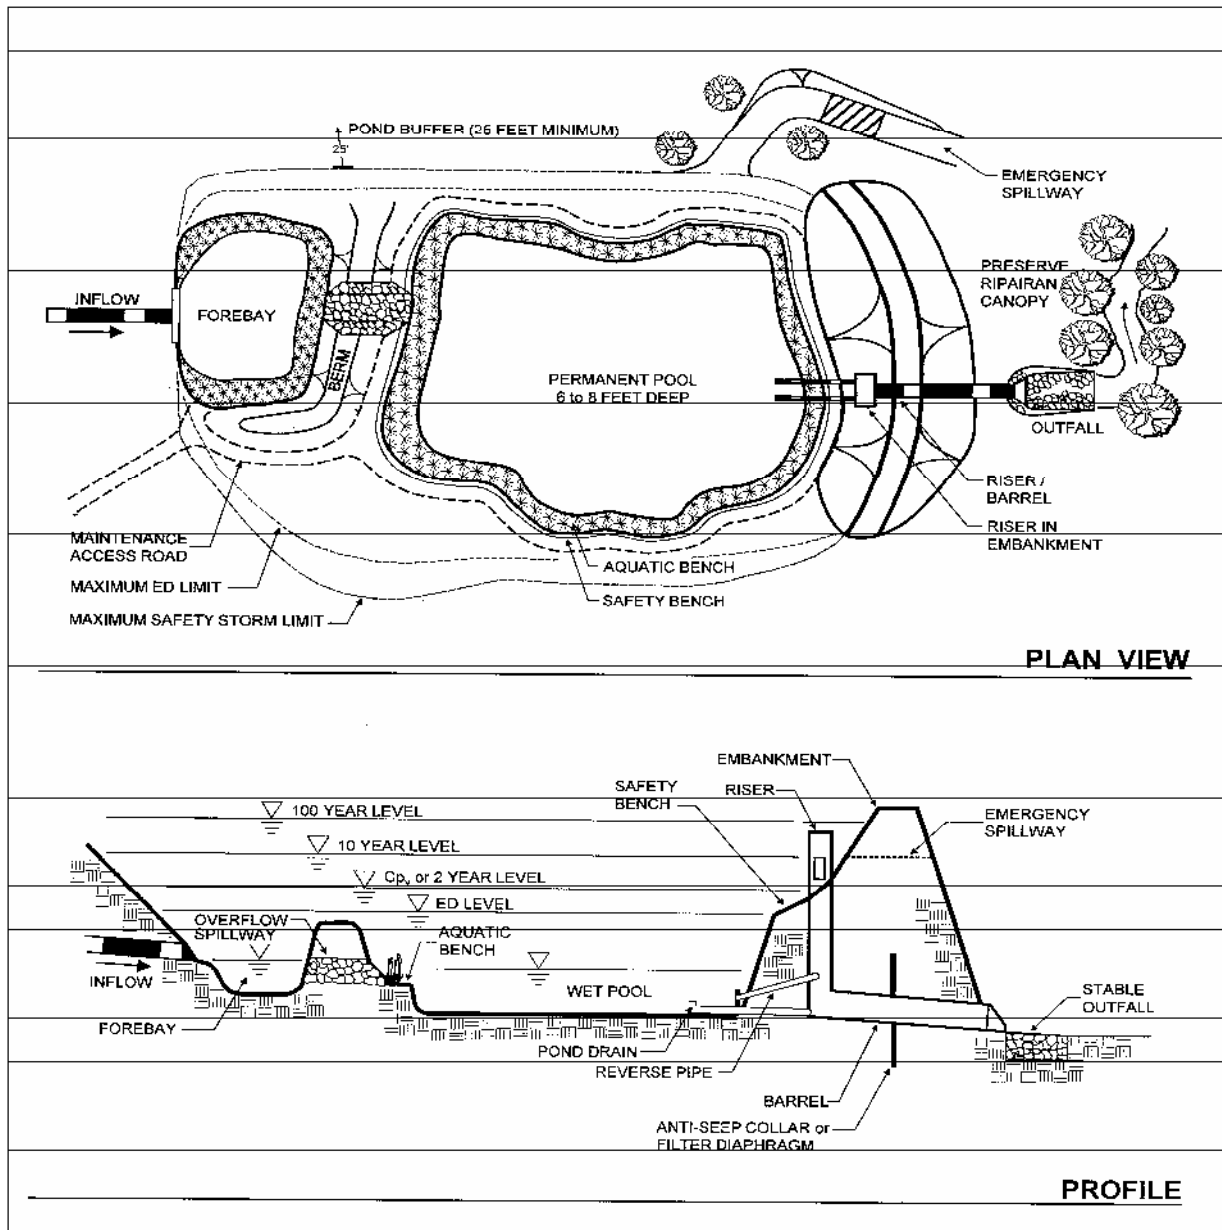 POND BUFFER (25 FEET MINIMUM)
25'
EMERGENCY
SPILLWAY
INFLOW
FOREBAY
BERM
PERMANENT POOL
6 to 8 FEET DEEP
PRESERVE
RIPAIRAN
CANOPY
OUTFALL
RISER /
BARREL
RISER IN
EMBANKMENT
MAINTENANCE
ACCESS ROAD
AQUATIC BENCH
MAXIMUM ED LIMIT
SAFETY BENCH
MAXIMUM SAFETY STORM LIMIT
PLAN VIEW
EMBANKMENT
SAFETY
BENCH
RISER
100 YEAR LEVEL
EMERGENCY
SPILLWAY
10 YEAR LEVEL
Cpv or 2 YEAR LEVEL
ED LEVEL
OVERFLOW
SPILLWAY
AQUATIC
BENCH
INFLOW
WET POOL
STABLE
OUTFALL
FOREBAY
POND DRAIN
REVERSE PIPE
BARREL
ANTI-SEEP COLLAR or
FILTER DIAPHRAGM
PROFILE